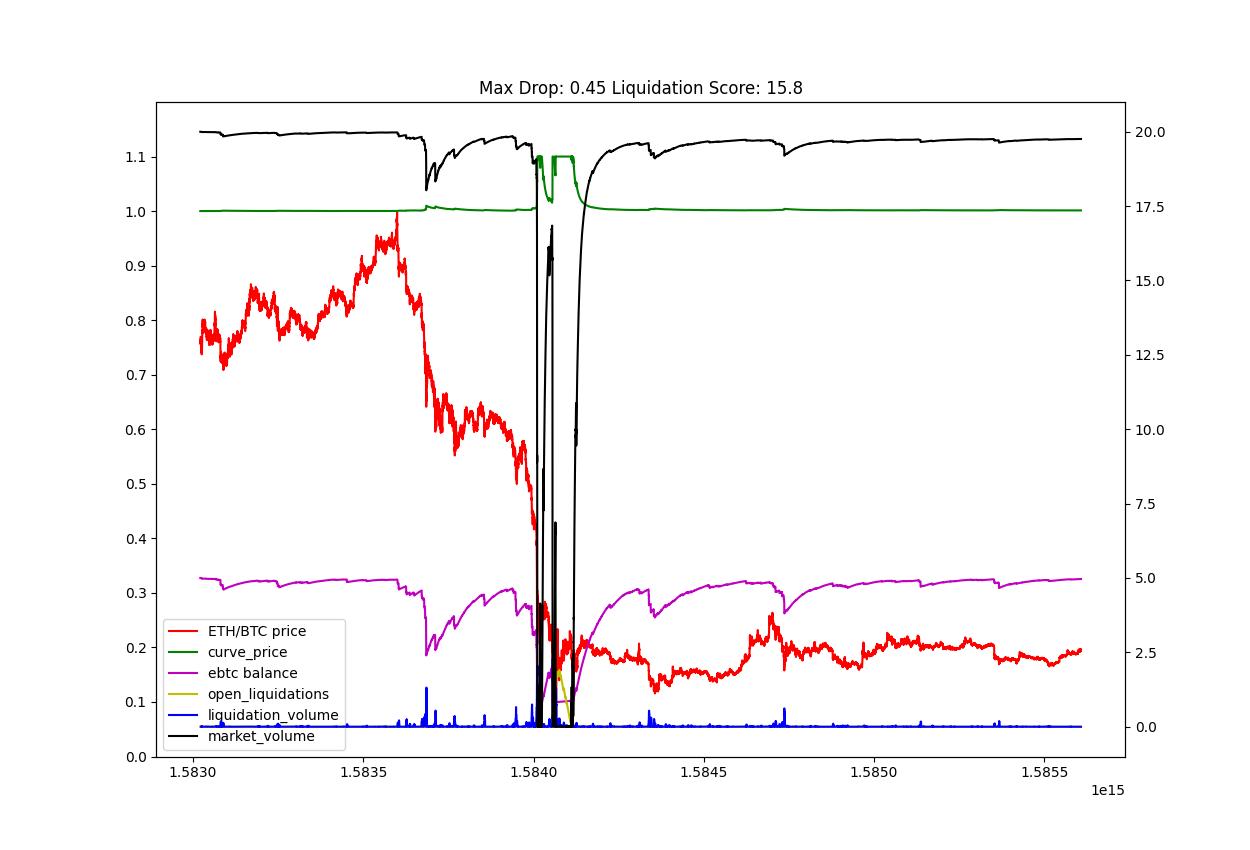 Max Drop: 0.45 Liquidation Score: 15.8
1.1
1.0
0.9
0.8
0.7
0.6
0.5
0.4
0.3
0.2
0.1
0.0
20.0
17.5
15.0
12.5
10.0
7.5
5.0
2.5
0.0
ETH/BTC price
curve_price
ebtc balance
open_liquidations
liquidation_volume
market_volume
1.5830 1.5835 1.5840 1.5845 1.5850 1.5855
1e15